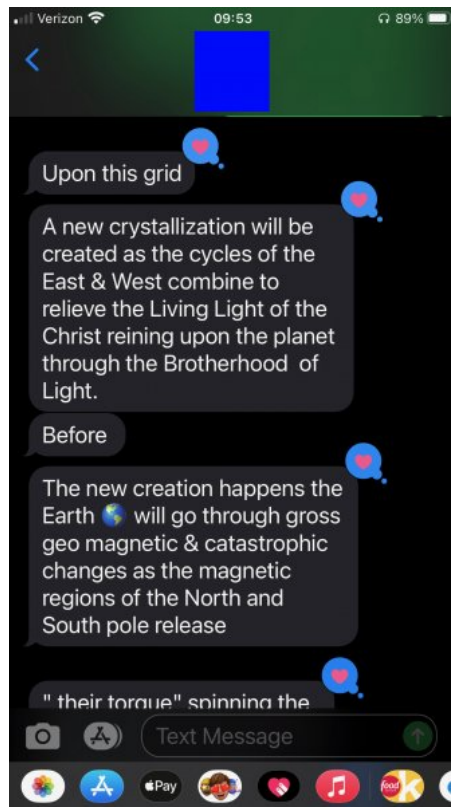 Verizon 09:53 89%
Upon this grid
A new crystallization will be
created as the cycles of the
East & West combine to
relieve the Living Light of the
Christ reining upon the planet
through the Brotherhood of
Light.
Before
The new creation happens the
Earth 🌎 will go through gross
geo magnetic & catastrophic
changes as the magnetic
regions of the North and
South pole release
" their torque" spinning the
Text Message
Pay
food